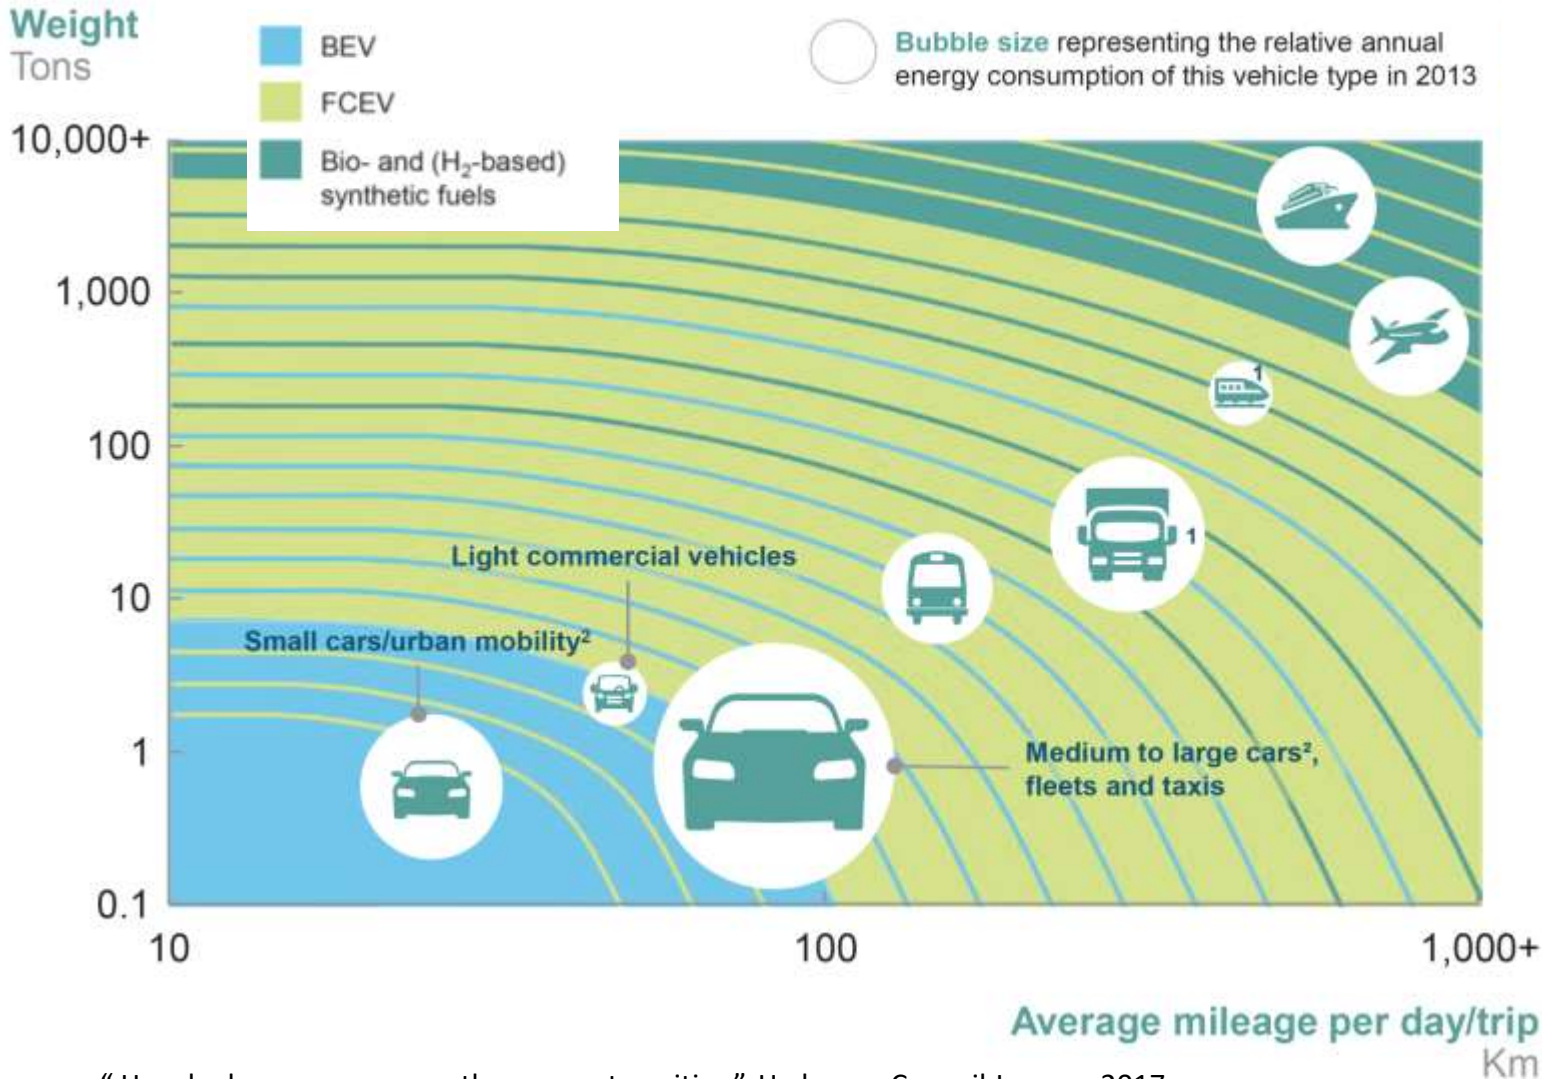 Weight
Tons
BEV
FCEV
Bio- and (H₂-based)
synthetic fuels
Bubble size representing the relative annual
energy consumption of this vehicle type in 2013
10,000+
1,000
100
10
1
0.1
1
1
Light commercial vehicles
Small cars/urban mobility²
Medium to large cars²,
fleets and taxis
10
100
1,000+
Average mileage per day/trip
Km